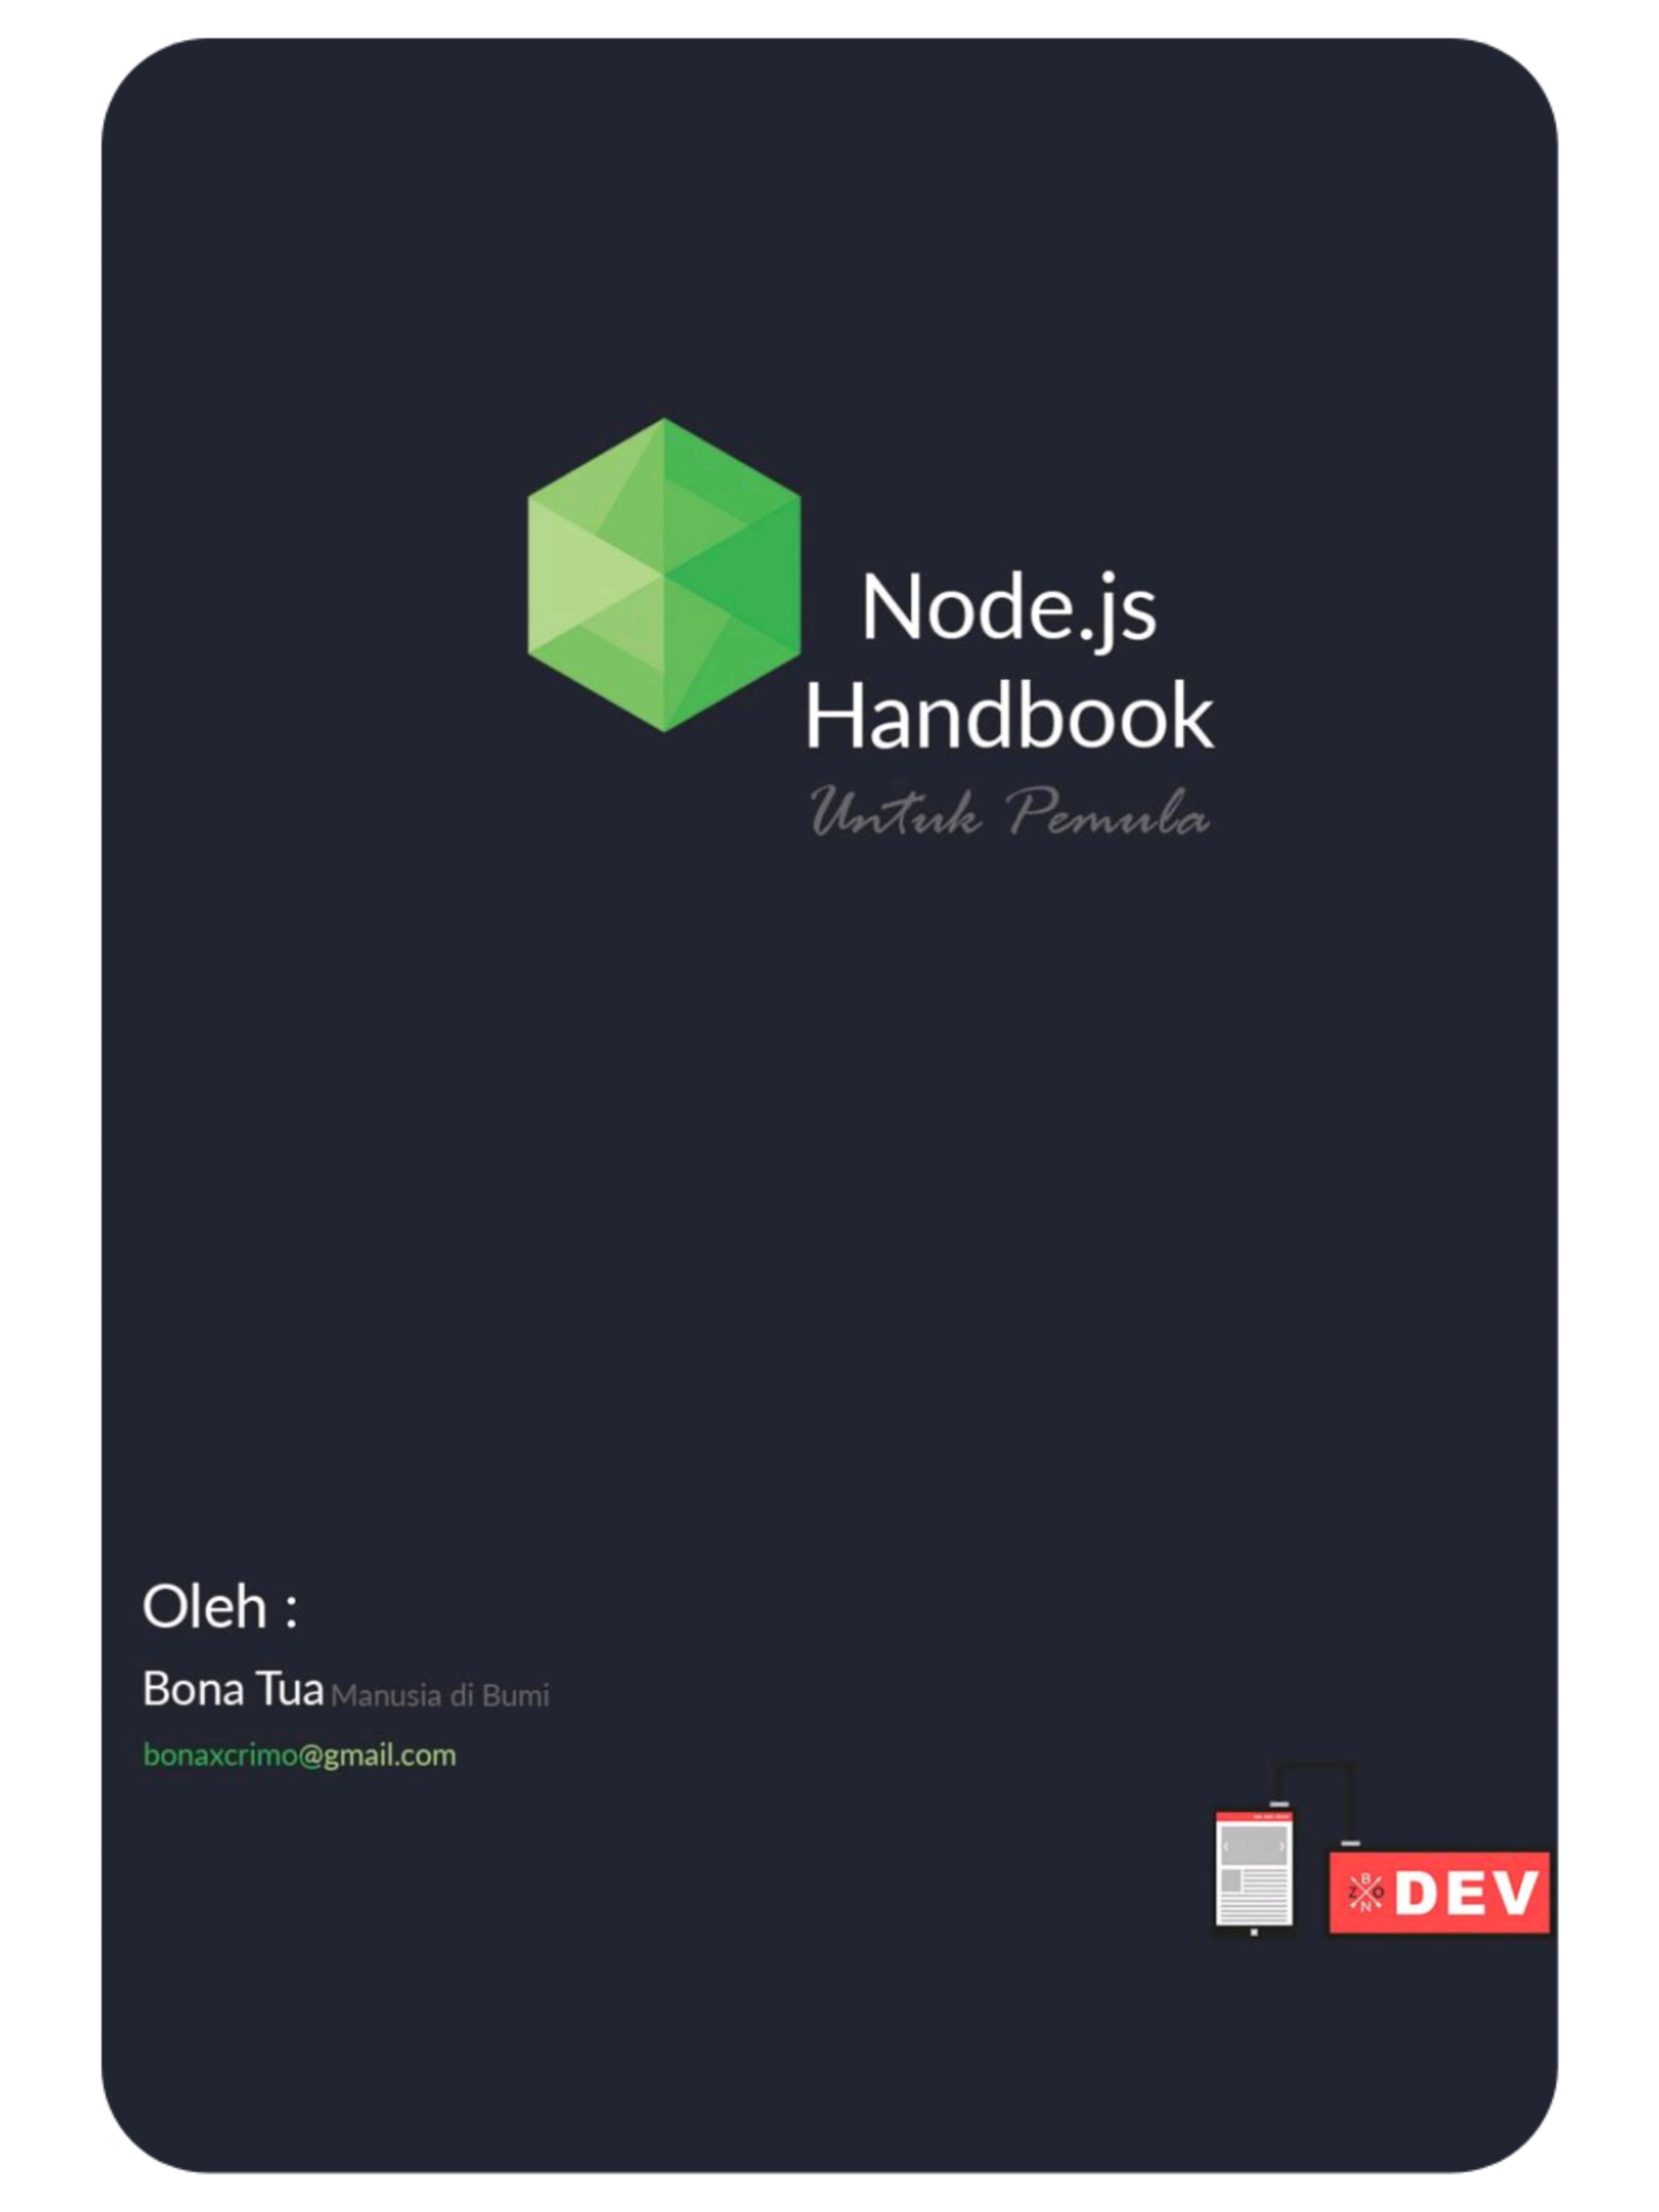 Node.js
Handbook
Untuk Pemula
Oleh :
Bona Tua Manusia di Bumi
bonaxcrimo@gmail.com
B
Z O
N
DEV